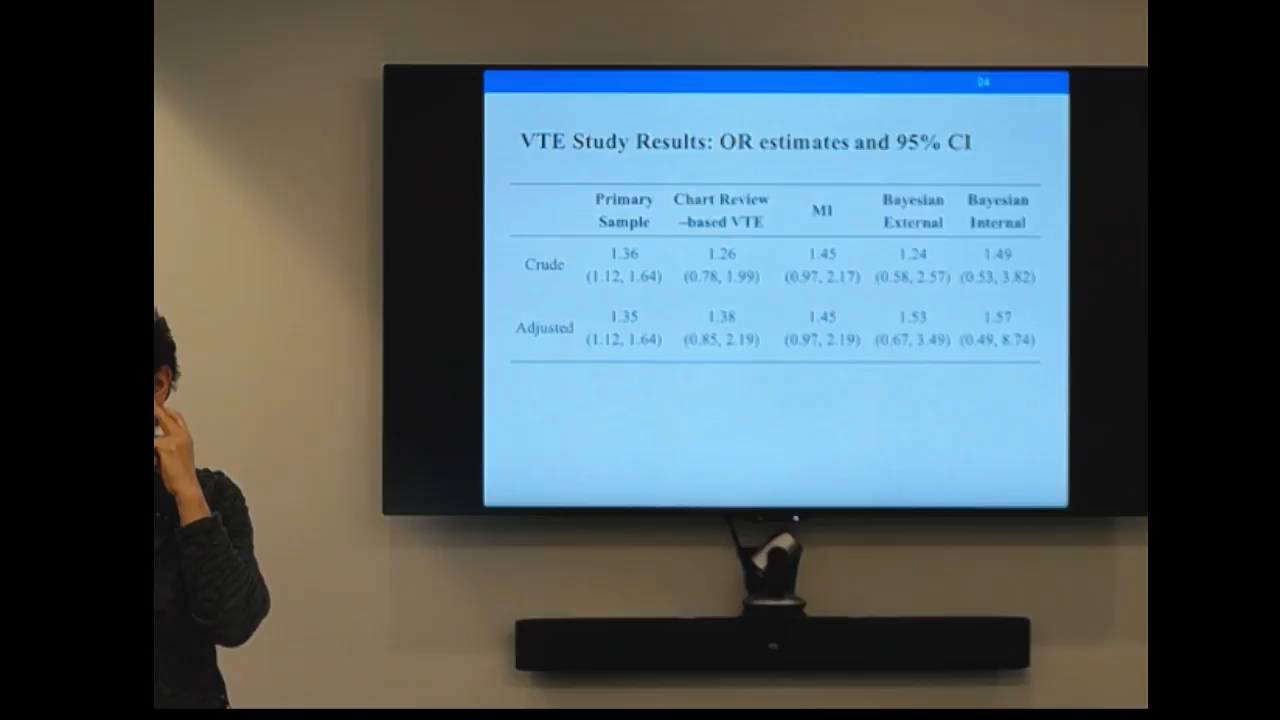 24
VTE Study Results: OR estimates and 95% CI
Primary Sample Chart Review –based VTE MI Bayesian External Bayesian Internal
Crude 1.36 (1.12, 1.64) 1.26 (0.78, 1.99) 1.45 (0.97, 2.17) 1.24 (0.58, 2.57) 1.49 (0.53, 3.82)
Adjusted 1.35 (1.12, 1.64) 1.38 (0.85, 2.19) 1.45 (0.97, 2.19) 1.53 (0.67, 3.49) 1.57 (0.49, 8.74)